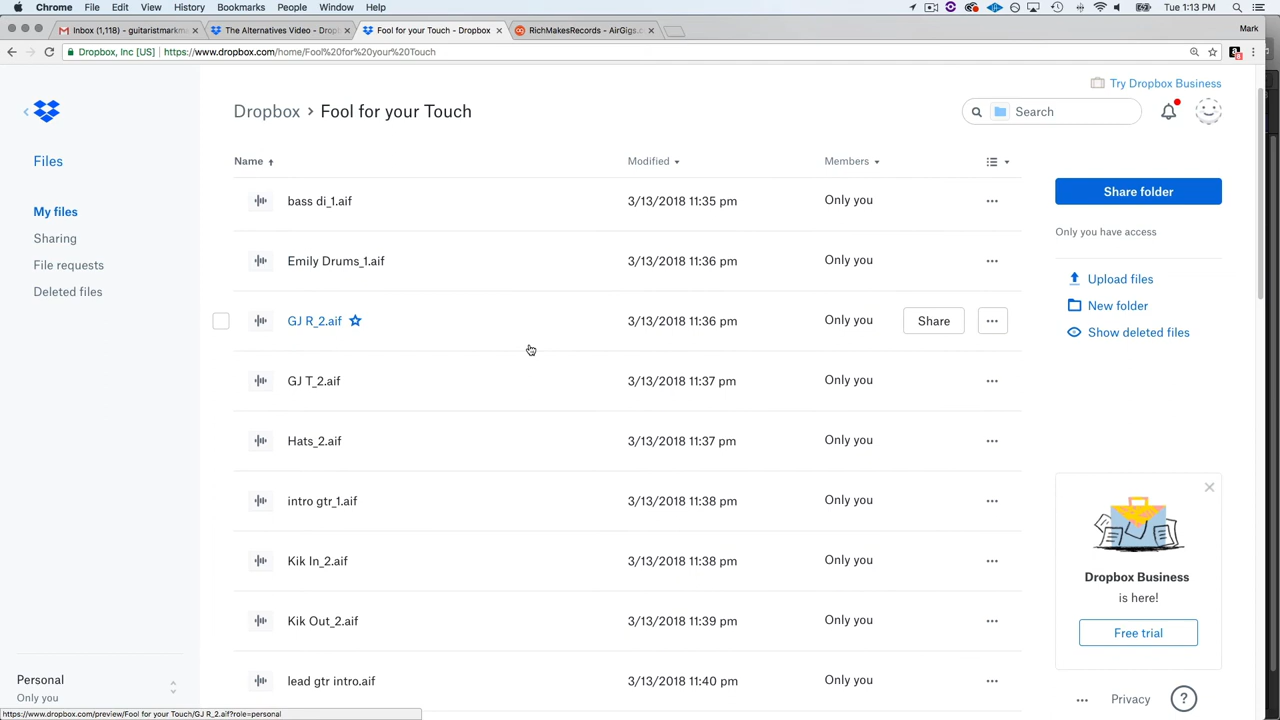 Chrome File Edit View History Bookmarks People Window Help Tue 1:13 PM
Inbox (1,118) - guitaristmarkm The Alternatives Video - Drop Fool for your Touch - Dropbox RichMakesRecords - AirGigs.c Mark
Dropbox, Inc [US] https://www.dropbox.com/home/Fool%20for%20your%20Touch
Try Dropbox Business
Dropbox › Fool for your Touch Search
Files
Name Modified Members
My files
Sharing
File requests
Deleted files
bass di_1.aif 3/13/2018 11:35 pm Only you
Emily Drums_1.aif 3/13/2018 11:36 pm Only you
GJ R_2.aif 3/13/2018 11:36 pm Only you Share
GJ T_2.aif 3/13/2018 11:37 pm Only you
Hats_2.aif 3/13/2018 11:37 pm Only you
intro gtr_1.aif 3/13/2018 11:38 pm Only you
Kik In_2.aif 3/13/2018 11:38 pm Only you
Kik Out_2.aif 3/13/2018 11:39 pm Only you
lead gtr intro.aif 3/13/2018 11:40 pm Only you
Share folder
Only you have access
Upload files
New folder
Show deleted files
Dropbox Business
is here!
Free trial
Privacy ?
Personal
Only you
https://www.dropbox.com/preview/Fool for your Touch/GJ R_2.aif?role=personal